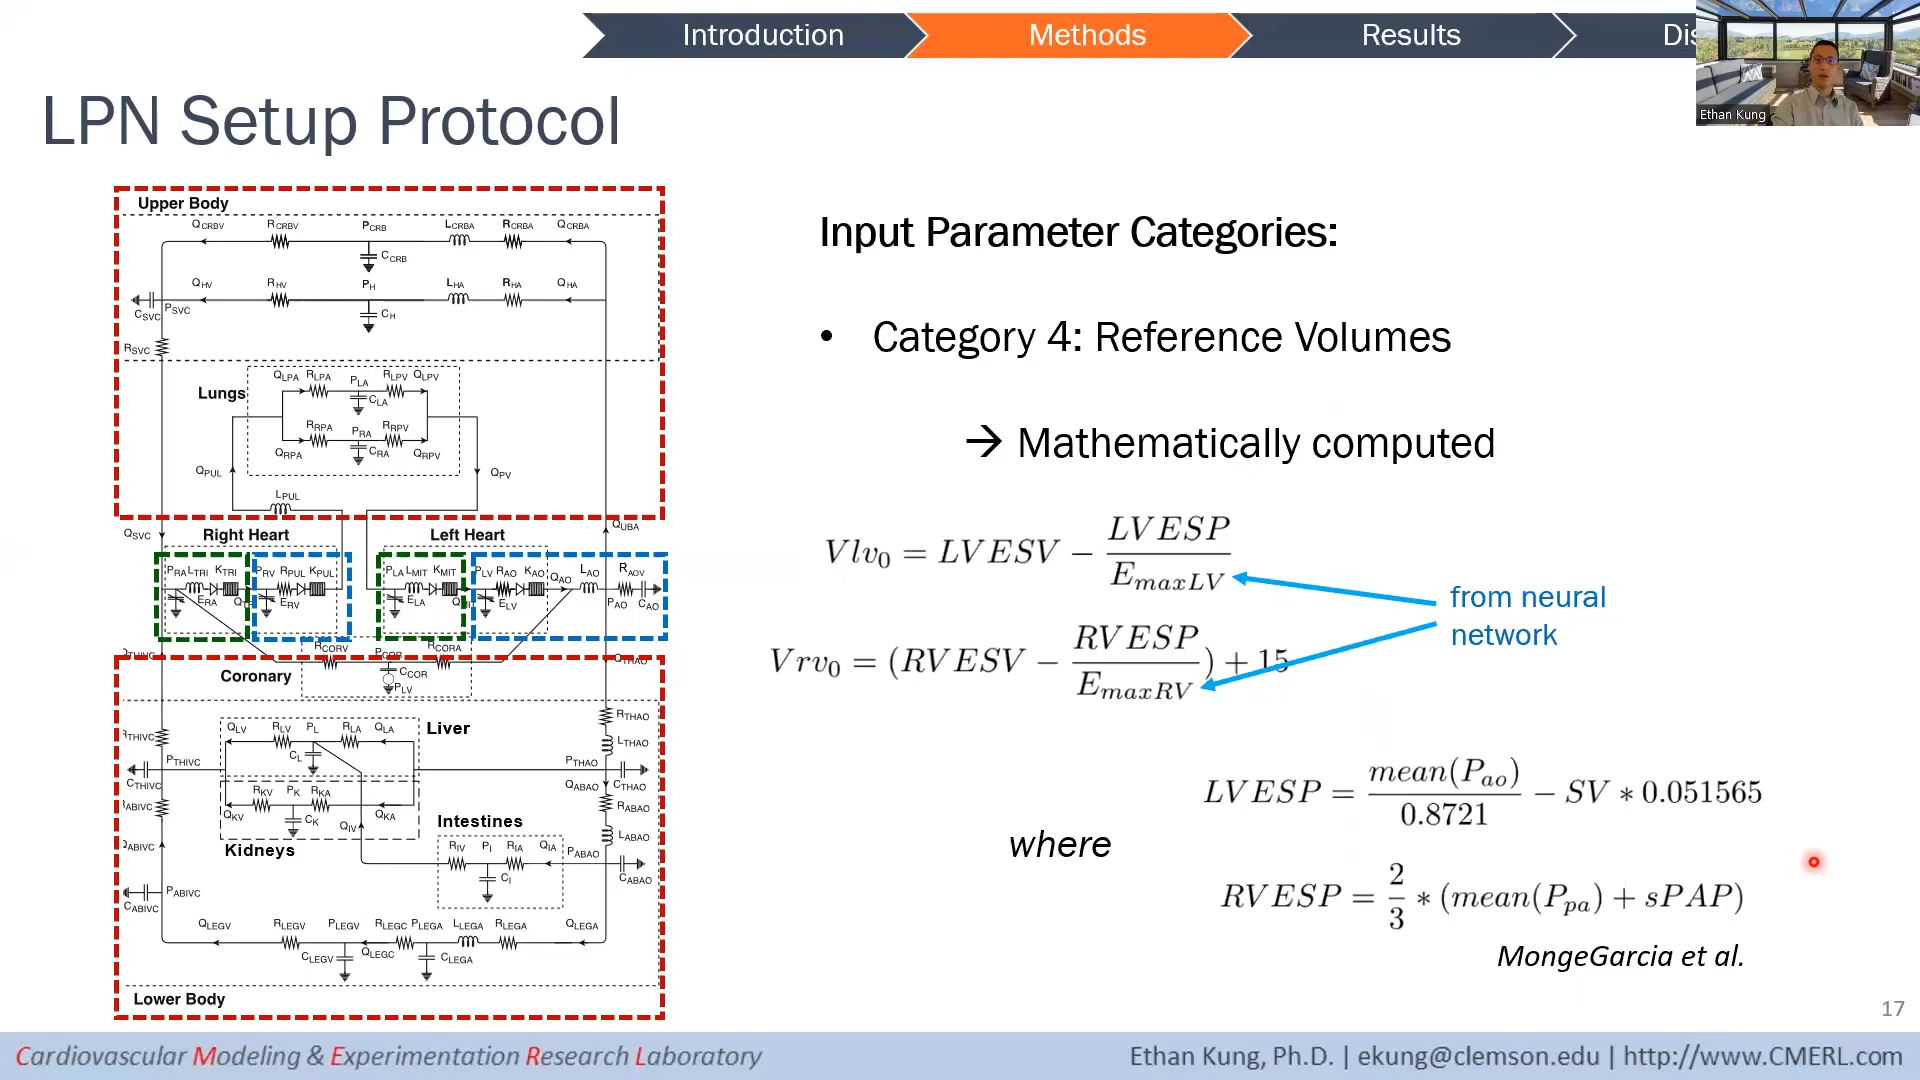 Introduction
Methods
Results
Dis
Ethan Kung
LPN Setup Protocol
Upper Body
Q_CRBV R_CRBV P_CRB L_CRBA R_CRBA Q_CRBA
C_CRB
Q_HV R_HV P_H L_HA R_HA Q_HA
C_SVC P_SVC C_H
R_SVC
Lungs
Q_LPA R_LPA P_LA R_LPV Q_LPV
C_LA
R_RPA P_RA R_RPV
Q_RPA C_RA Q_RPV
Q_PUL Q_PV
L_PUL
Q_SVC Right Heart Left Heart Q_UBA
P_RA L_TRI K_TRI P_RV R_PUL K_PUL P_LA L_MIT K_MIT P_LV R_AO K_AO Q_AO L_AO R_AOV
E_RA E_RV E_LA E_LV P_AO C_AO
R_CORV P_COR R_CORA
Q_THIVC Q_THAO
Coronary C_COR
P_LV
R_THAO
Q_LV R_LV P_L R_LA Q_LA Liver
R_THIVC L_THAO
C_L
P_THIVC P_THAO
C_THIVC Q_ABAO C_THAO
R_KV P_K R_KA
R_ABIVC R_ABAO
Q_KV C_K Q_KA
Q_IV Intestines
L_ABAO
Q_ABIVC Kidneys R_IV P_I R_IA Q_IA P_ABAO
C_I C_ABAO
P_ABIVC
C_ABIVC
Q_LEGV R_LEGV P_LEGV R_LEGC P_LEGA L_LEGA R_LEGA Q_LEGA
C_LEGV Q_LEGC C_LEGA
Lower Body
Input Parameter Categories:
• Category 4: Reference Volumes
→ Mathematically computed
Vlv₀ = LVESV − LVESP / E_maxLV
from neural
network
Vrv₀ = (RVESV − RVESP / E_maxRV) + 15
LVESP = mean(P_ao) / 0.8721 − SV ∗ 0.051565
where
RVESP = 2/3 ∗ (mean(P_pa) + sPAP)
MongeGarcia et al.
17
Cardiovascular Modeling & Experimentation Research Laboratory
Ethan Kung, Ph.D. | ekung@clemson.edu | http://www.CMERL.com